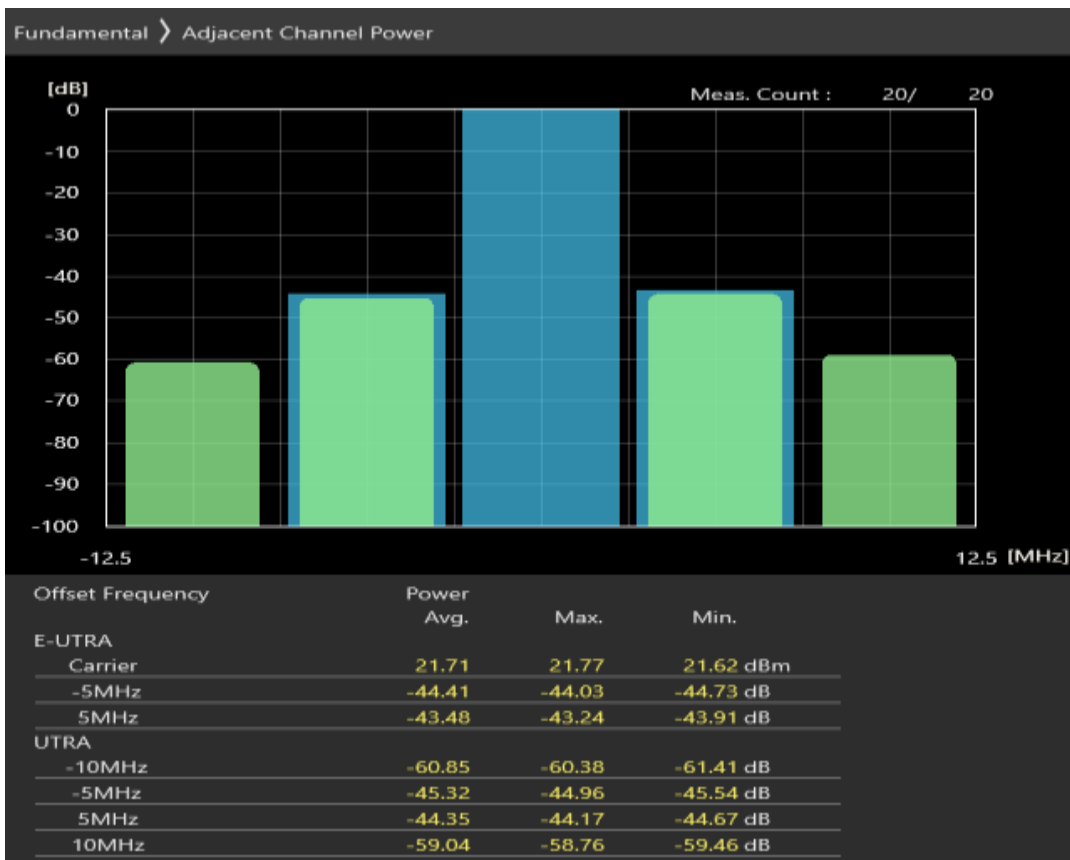 Fundamental 〉 Adjacent Channel Power
[dB]
Meas. Count : 20/ 20
0
-10
-20
-30
-40
-50
-60
-70
-80
-90
-100
-12.5 12.5 [MHz]
Offset Frequency Power
Avg. Max. Min.
E-UTRA
Carrier 21.71 21.77 21.62 dBm
-5MHz -44.41 -44.03 -44.73 dB
5MHz -43.48 -43.24 -43.91 dB
UTRA
-10MHz -60.85 -60.38 -61.41 dB
-5MHz -45.32 -44.96 -45.54 dB
5MHz -44.35 -44.17 -44.67 dB
10MHz -59.04 -58.76 -59.46 dB